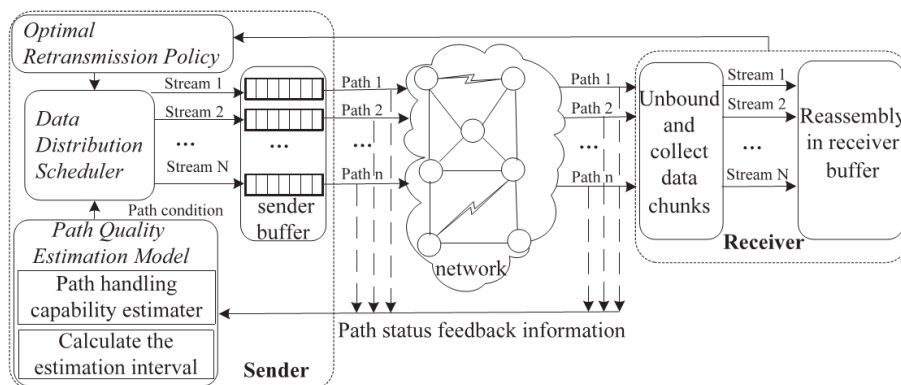 Optimal
Retransmission Policy
Data
Distribution
Scheduler
Stream 1
Stream 2
...
Stream N
sender
buffer
Path condition
Path Quality
Estimation Model
Path handling
capability estimater
Calculate the
estimation interval
Sender
Path 1
Path 2
...
Path n
network
Path 1
Path 2
...
Path n
Path status feedback information
Unbound
and
collect
data
chunks
Stream 1
Stream 2
...
Stream N
Reassembly
in receiver
buffer
Receiver
...